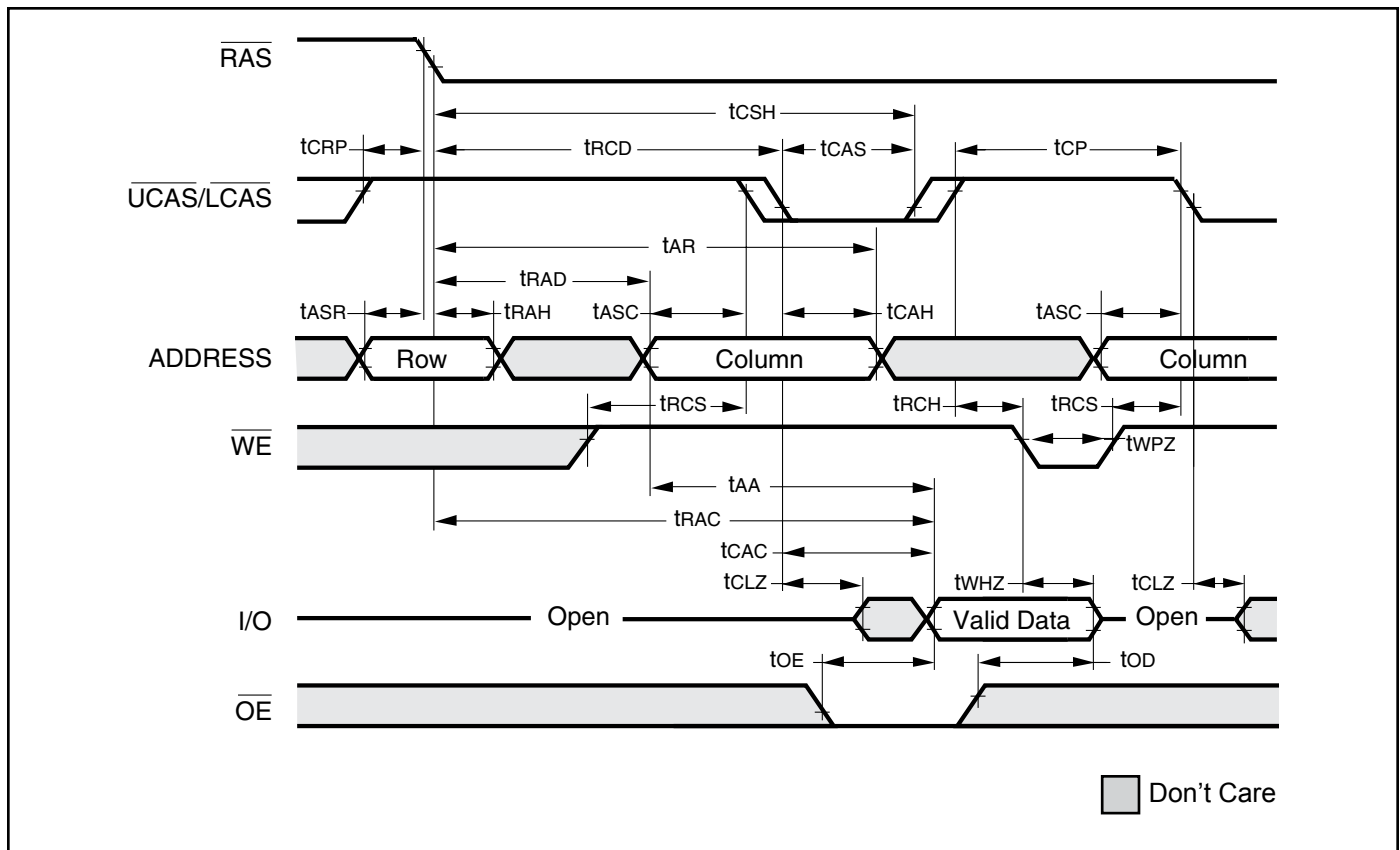 RAS
tCSH
tCRP tRCD tCAS tCP
UCAS/LCAS
tAR
tRAD
tASR tRAH tASC tCAH tASC
ADDRESS Row Column Column
tRCS tRCH tRCS
WE tWPZ
tAA
tRAC
tCAC
tCLZ tWHZ tCLZ
I/O Open Valid Data Open
tOE tOD
OE
Don't Care